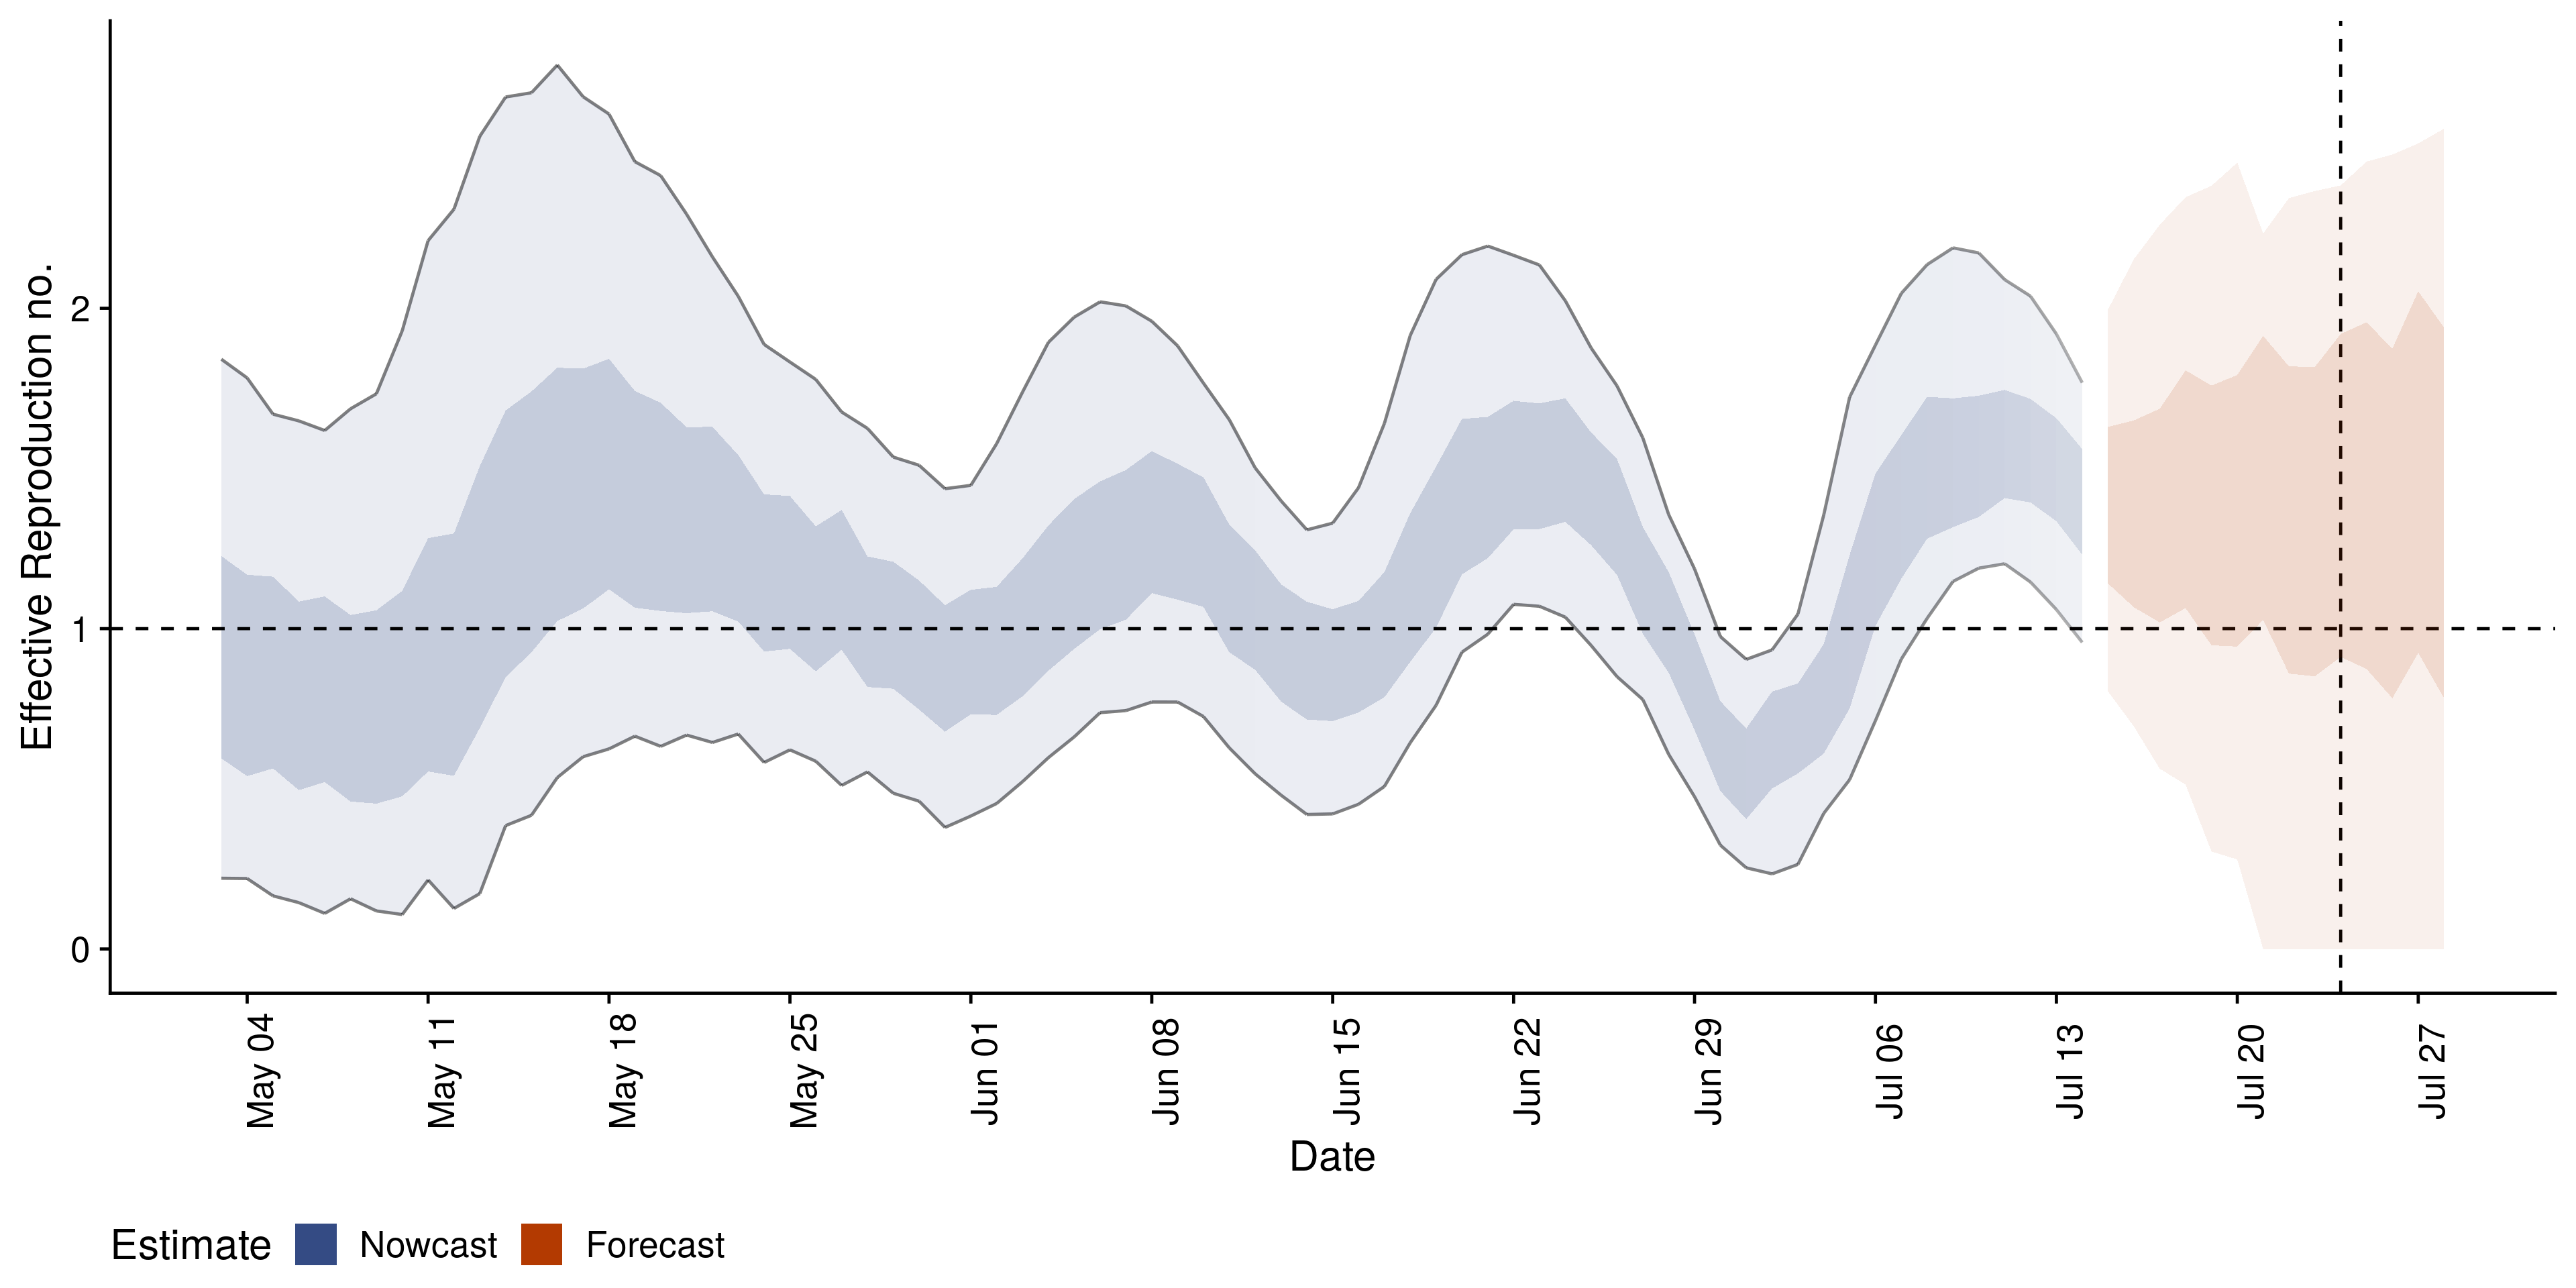 Effective Reproduction no.
2
1
0
May 04
May 11
May 18
May 25
Jun 01
Jun 08
Jun 15
Jun 22
Jun 29
Jul 06
Jul 13
Jul 20
Jul 27
Date
Estimate Nowcast Forecast